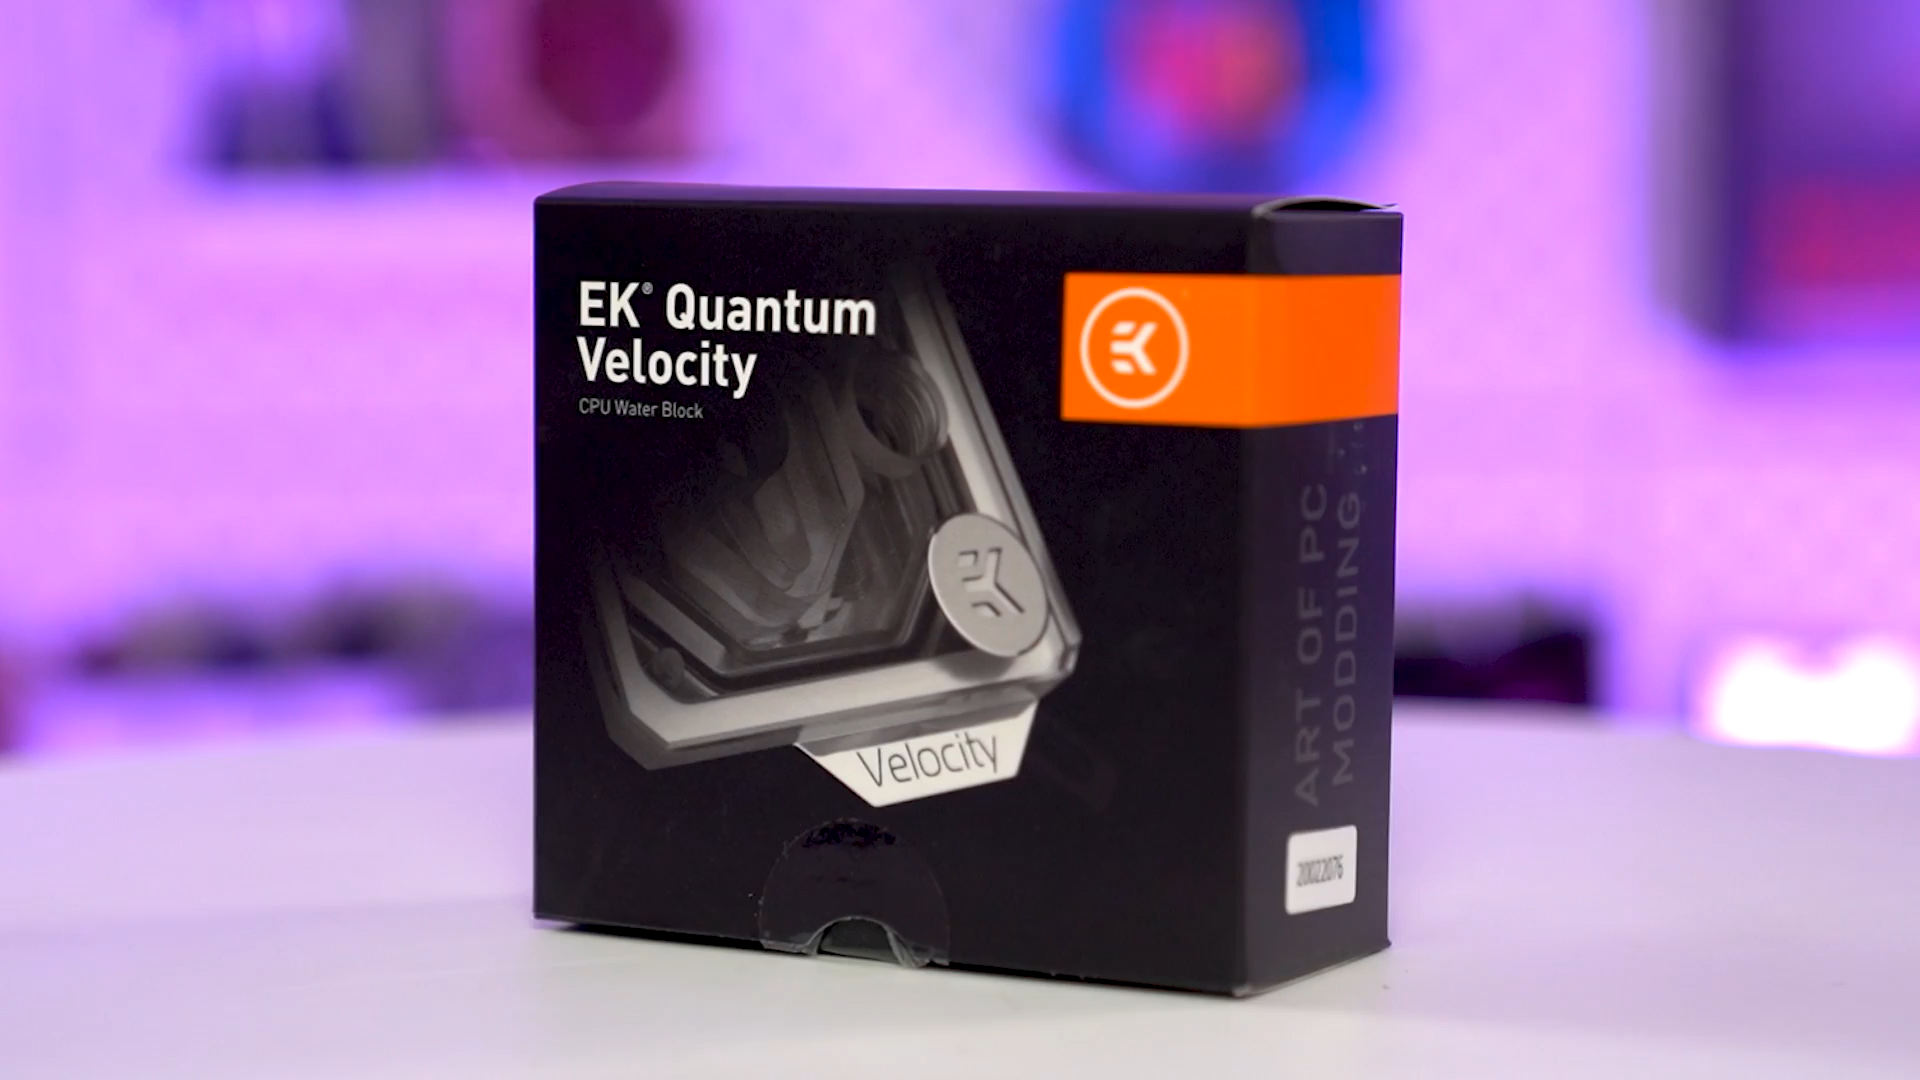 EK® Quantum
Velocity
CPU Water Block
Velocity
ART OF PC
MODDING
20022076